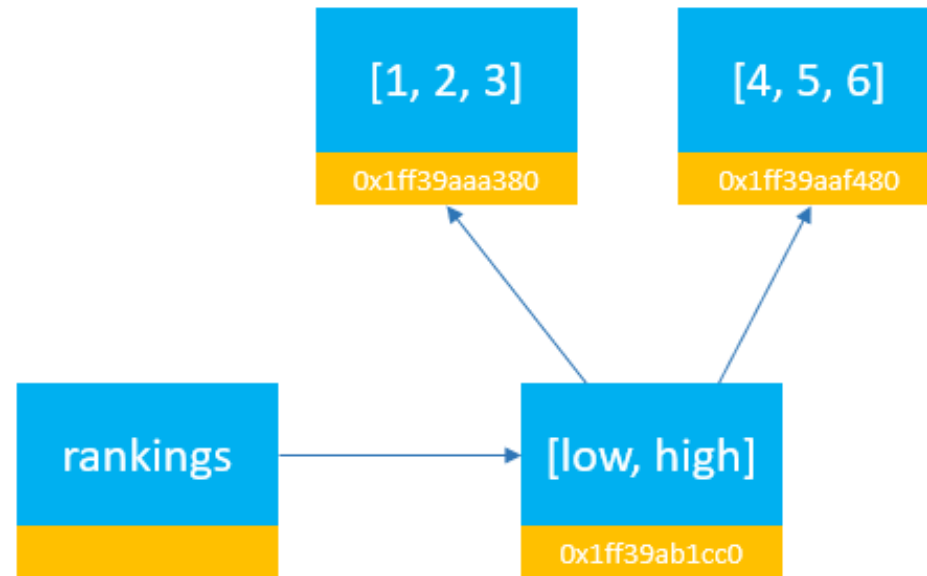 [1, 2, 3]
0x1ff39aaa380
[4, 5, 6]
0x1ff39aaf480
rankings
[low, high]
0x1ff39ab1cc0